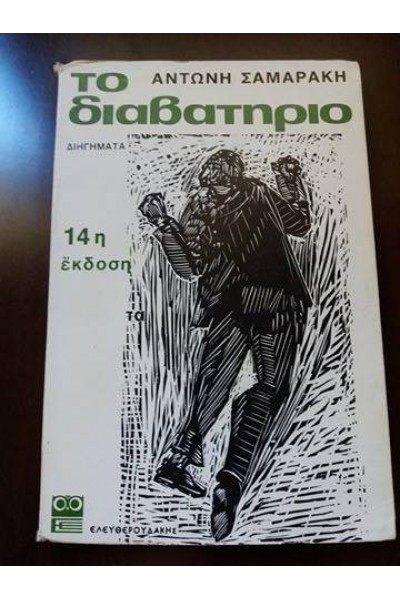 ΤΟ ΑΝΤΩΝΗ ΣΑΜΑΡΑΚΗ
διαβατηριο
ΔΙΗΓΗΜΑΤΑ
14η
ἔκδοση
τα
ΕΛΕΥΘΕΡΟΥΔΑΚΗΣ